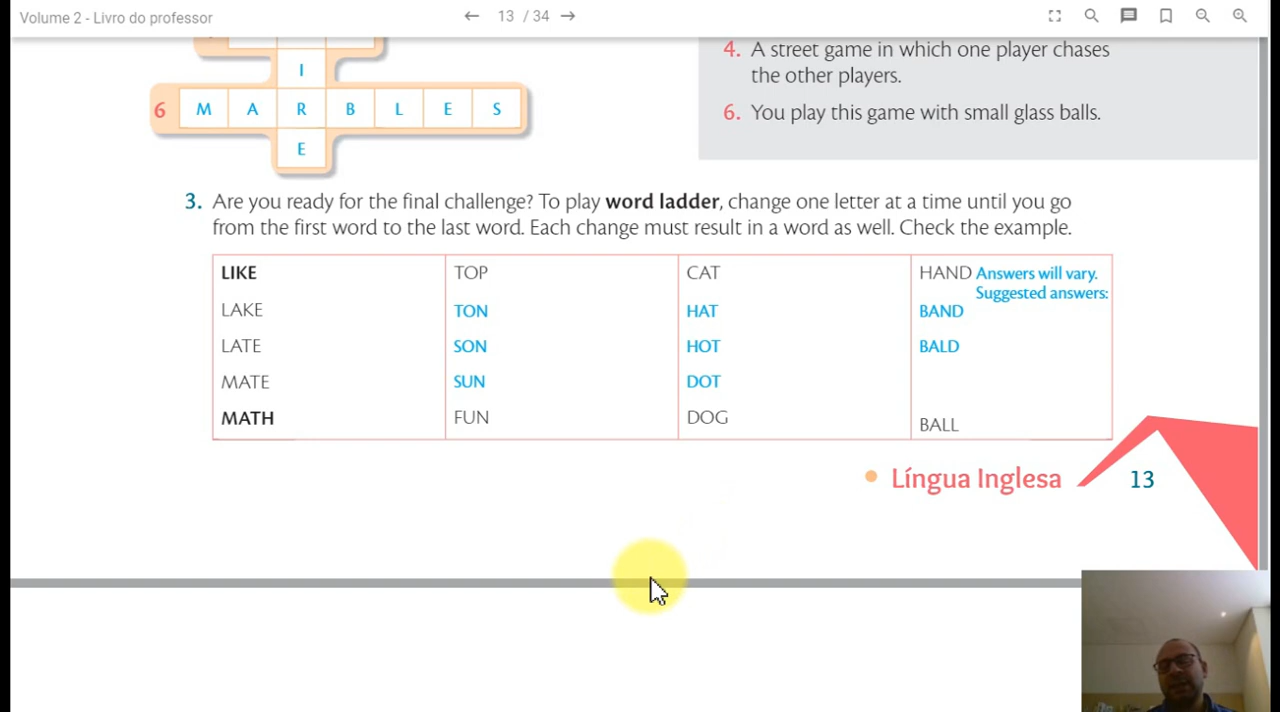 Volume 2 - Livro do professor
13 / 34
I
6 M A R B L E S
E
4. A street game in which one player chases
the other players.
6. You play this game with small glass balls.
3. Are you ready for the final challenge? To play word ladder, change one letter at a time until you go
from the first word to the last word. Each change must result in a word as well. Check the example.
LIKE TOP CAT HAND Answers will vary.
Suggested answers:
LAKE TON HAT BAND
LATE SON HOT BALD
MATE SUN DOT
MATH FUN DOG BALL
Língua Inglesa 13